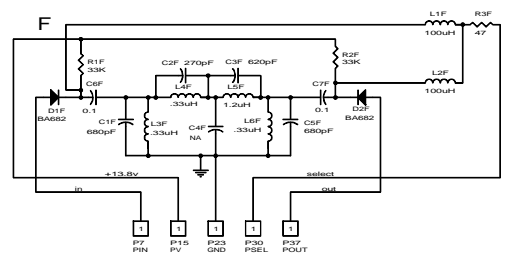 F
L1F
100uH
R3F
47
R1F
33K
C6F
0.1
D1F
BA682
C2F 270pF
L4F
.33uH
C3F 620pF
L5F
1.2uH
R2F
33K
C7F
0.1
D2F
BA682
L2F
100uH
C1F
680pF
L3F
.33uH
C4F
NA
L6F
.33uH
C5F
680pF
+13.8v
in
select
out
1
1
1
1
1
P7
PIN
P15
PV
P23
GND
P30
PSEL
P37
POUT